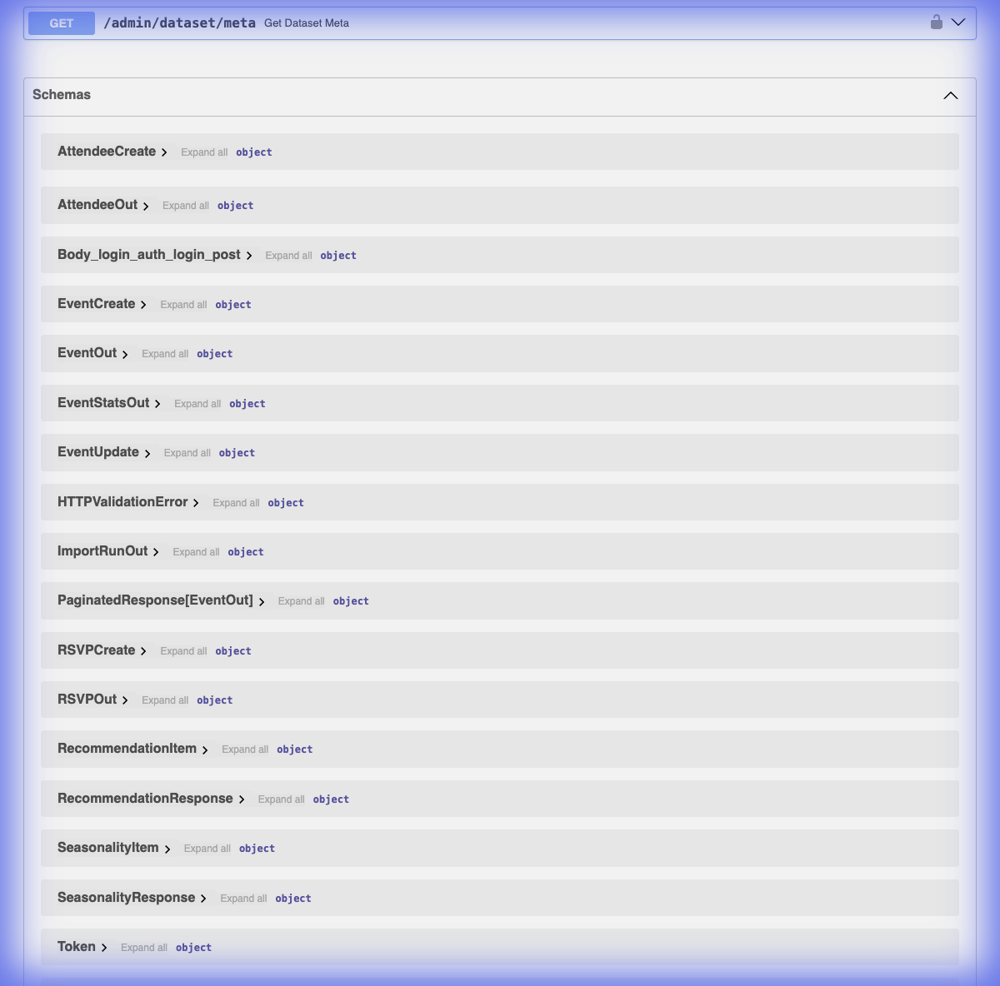 GET /admin/dataset/meta Get Dataset Meta
Schemas
AttendeeCreate Expand all object
AttendeeOut Expand all object
Body_login_auth_login_post Expand all object
EventCreate Expand all object
EventOut Expand all object
EventStatsOut Expand all object
EventUpdate Expand all object
HTTPValidationError Expand all object
ImportRunOut Expand all object
PaginatedResponse[EventOut] Expand all object
RSVPCreate Expand all object
RSVPOut Expand all object
RecommendationItem Expand all object
RecommendationResponse Expand all object
SeasonalityItem Expand all object
SeasonalityResponse Expand all object
Token Expand all object